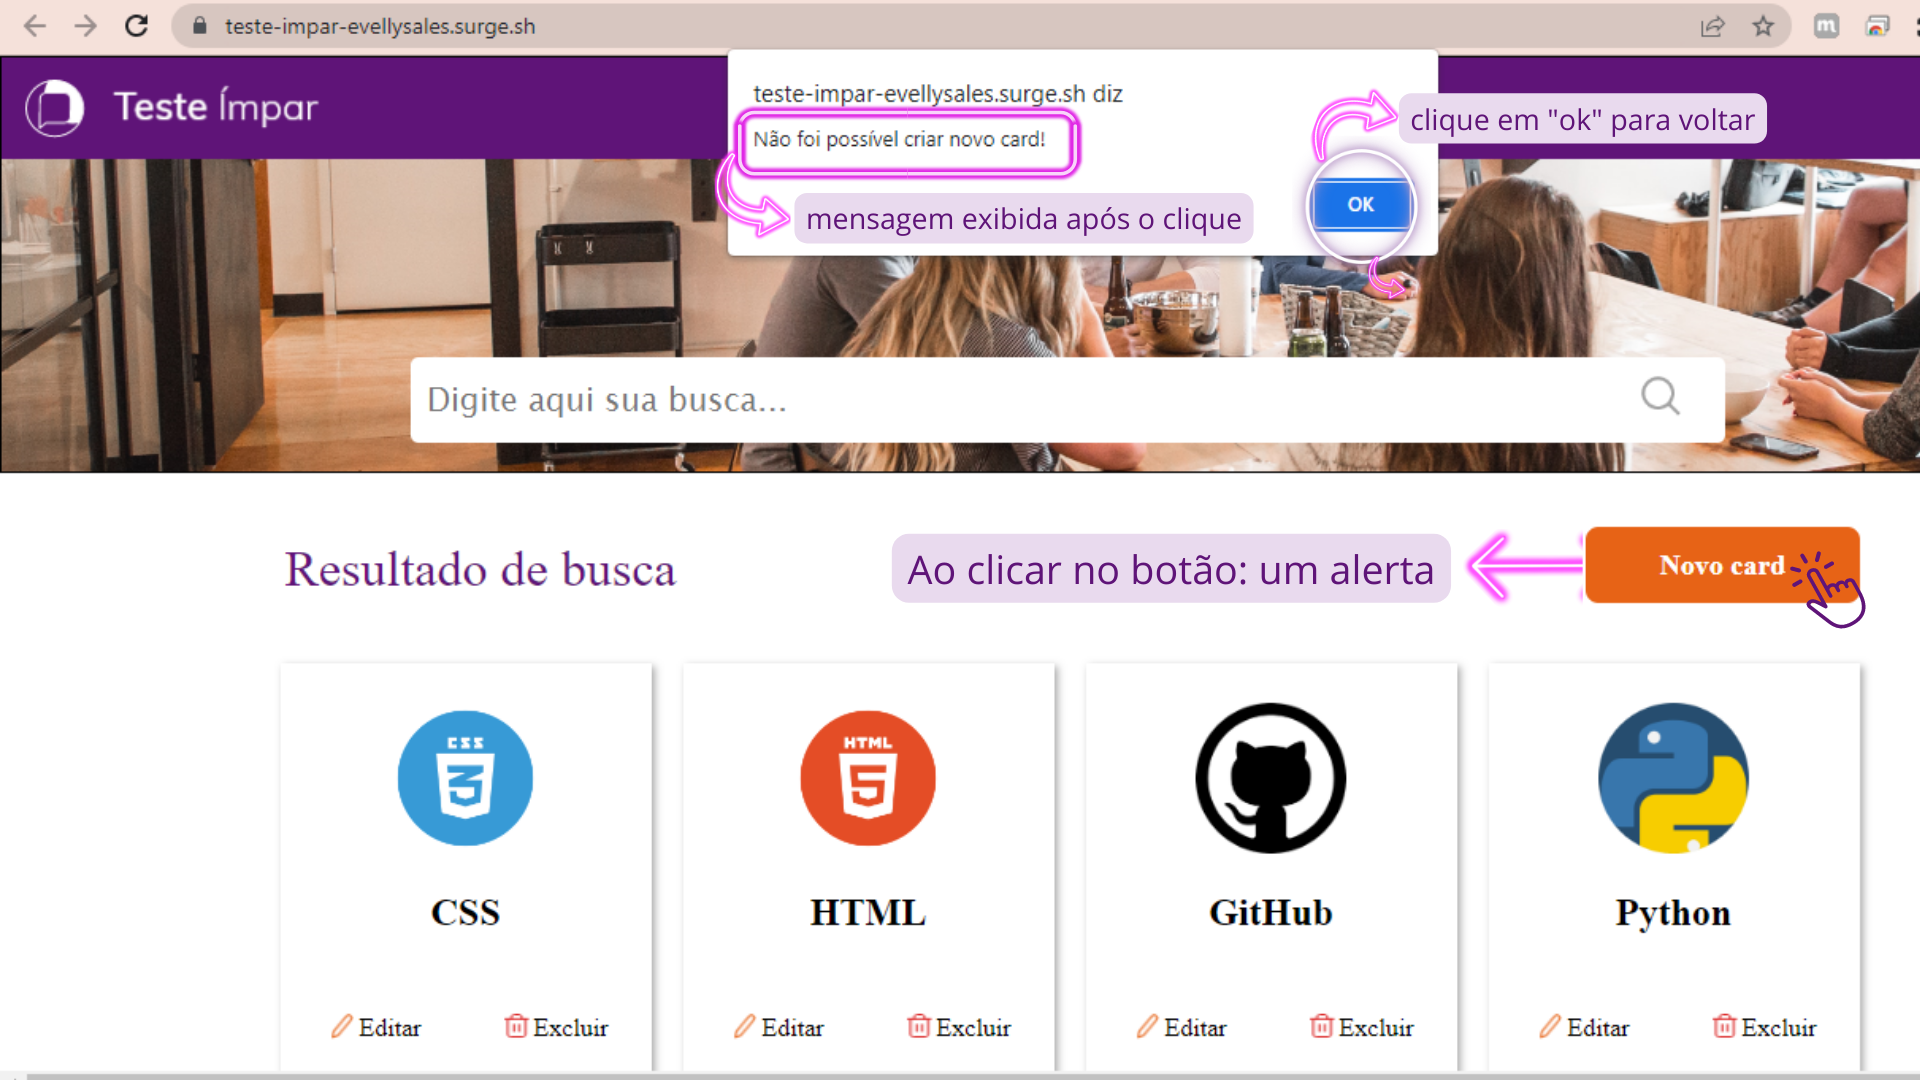 teste-impar-evellysales.surge.sh
m
Teste Ímpar
teste-impar-evellysales.surge.sh diz
Não foi possível criar novo card!
clique em "ok" para voltar
mensagem exibida após o clique
OK
Digite aqui sua busca...
Resultado de busca
Ao clicar no botão: um alerta
Novo card
CSS
3
HTML
5
CSS
HTML
GitHub
Python
Editar
Excluir
Editar
Excluir
Editar
Excluir
Editar
Excluir